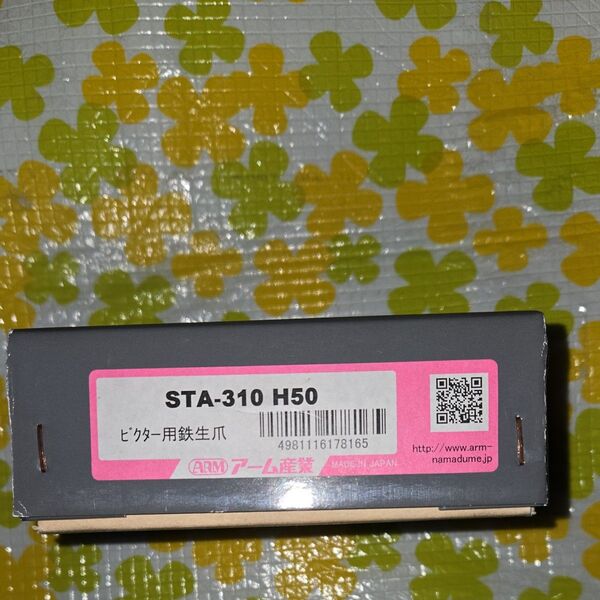 STA-310 H50
ビクター用鉄生爪
4981116178165
ARM アーム産業 MADE IN JAPAN
http://www.arm-
namadume.jp